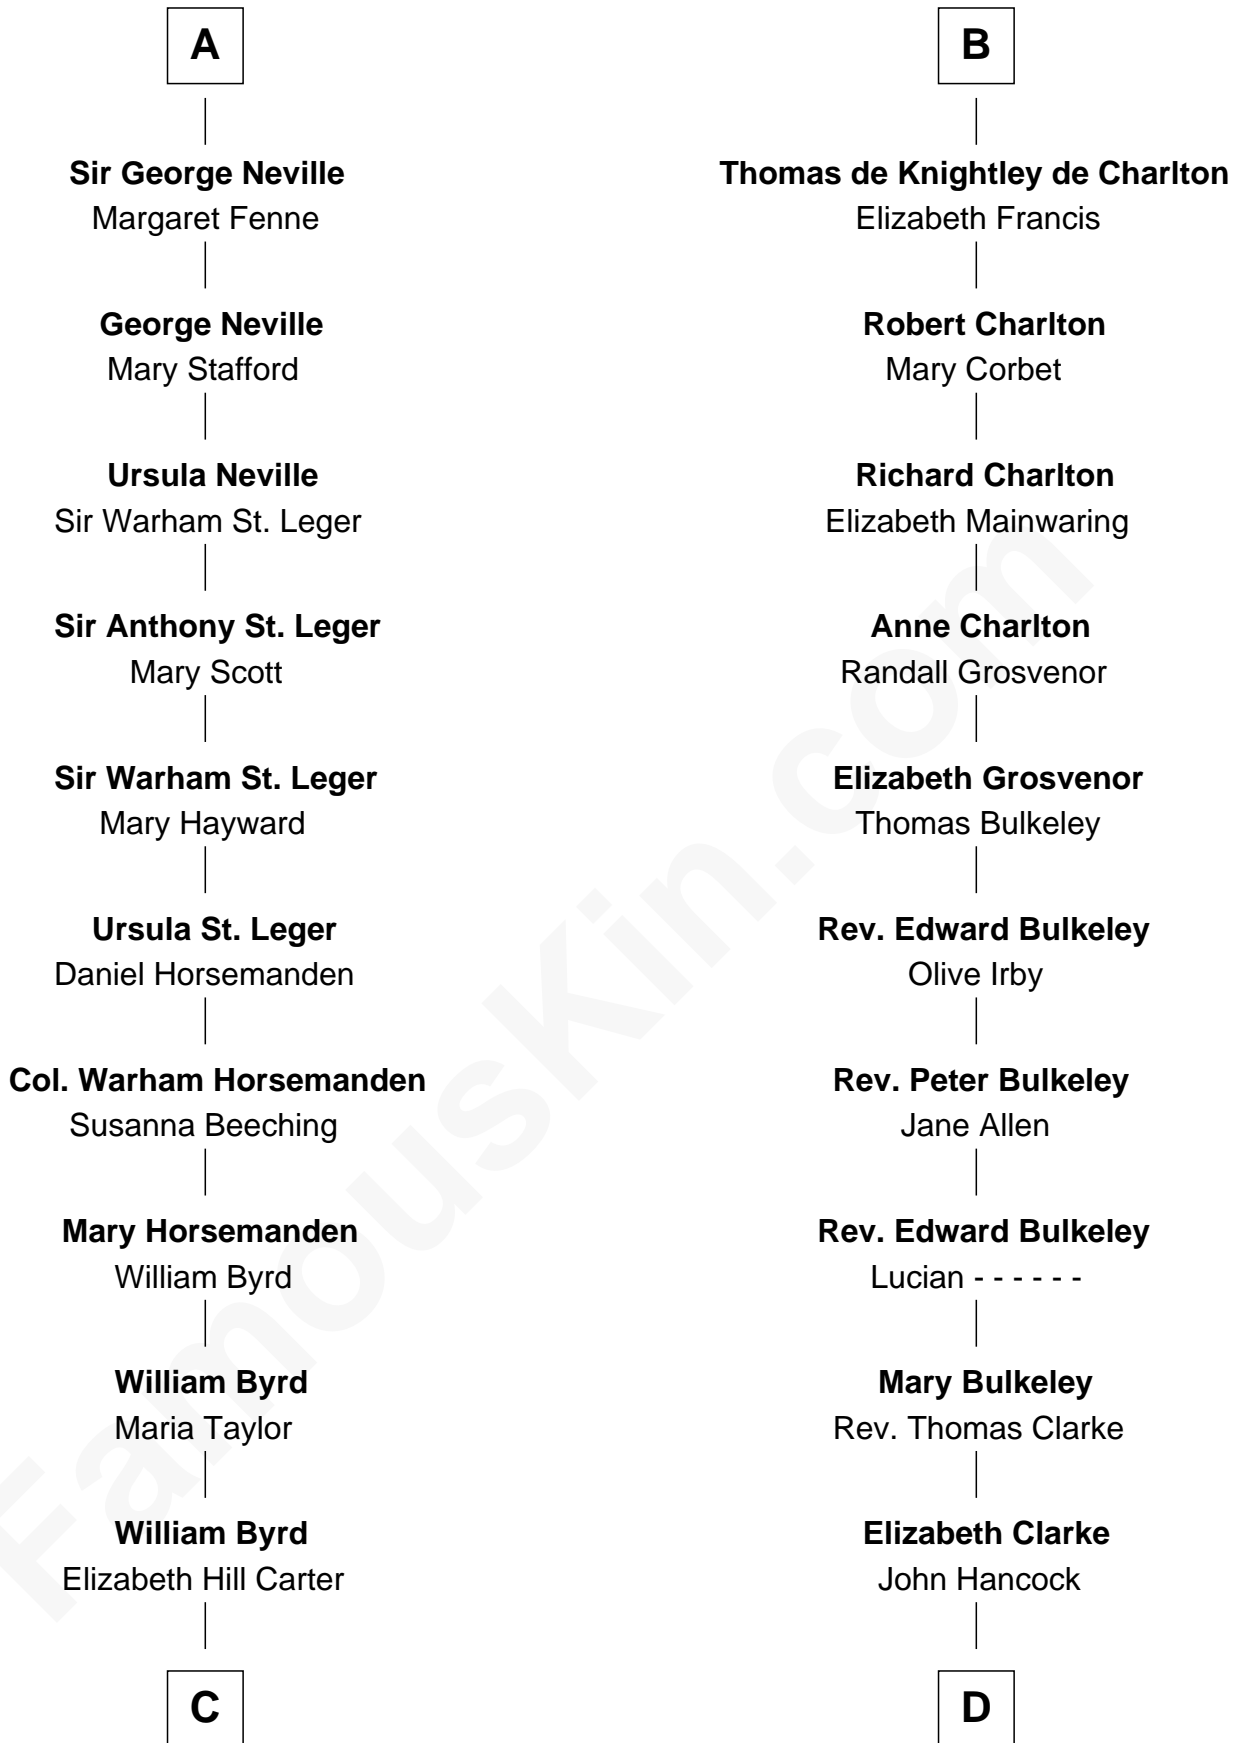 A
Sir George Neville
Margaret Fenne
George Neville
Mary Stafford
Ursula Neville
Sir Warham St. Leger
Sir Anthony St. Leger
Mary Scott
Sir Warham St. Leger
Mary Hayward
Ursula St. Leger
Daniel Horsemanden
Col. Warham Horsemanden
Susanna Beeching
Mary Horsemanden
William Byrd
William Byrd
Maria Taylor
William Byrd
Elizabeth Hill Carter
C
B
Thomas de Knightley de Charlton
Elizabeth Francis
Robert Charlton
Mary Corbet
Richard Charlton
Elizabeth Mainwaring
Anne Charlton
Randall Grosvenor
Elizabeth Grosvenor
Thomas Bulkeley
Rev. Edward Bulkeley
Olive Irby
Rev. Peter Bulkeley
Jane Allen
Rev. Edward Bulkeley
Lucian - - - - - -
Mary Bulkeley
Rev. Thomas Clarke
Elizabeth Clarke
John Hancock
D
FamousKin.com